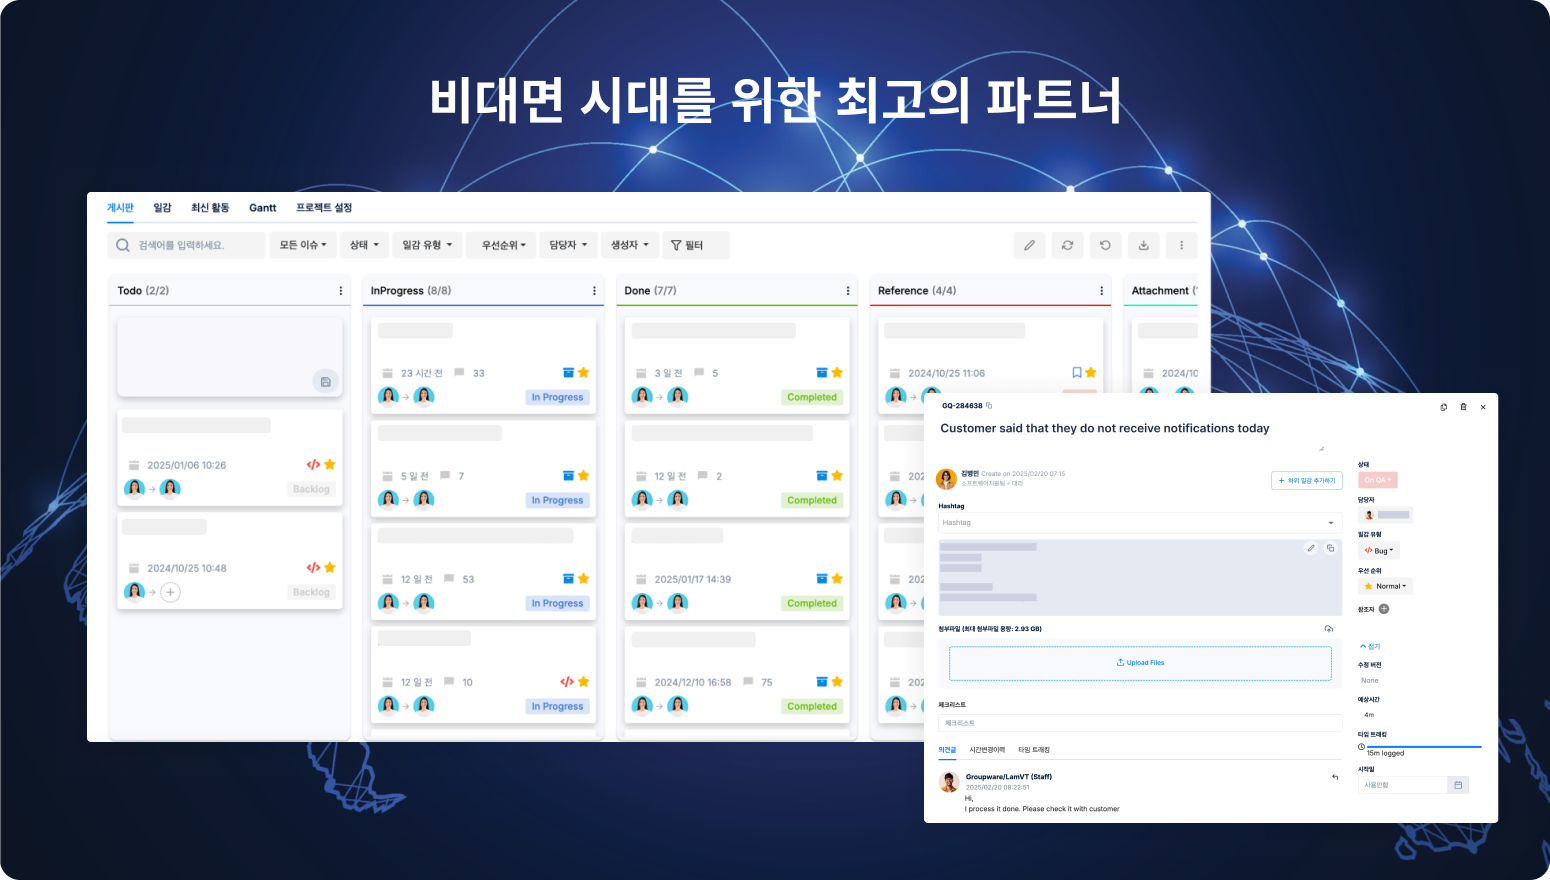 비대면 시대를 위한 최고의 파트너
게시판 일감 최신 활동 Gantt 프로젝트 설정
검색어를 입력하세요. 모든 이슈 상태 일감 유형 우선순위 담당자 생성자 필터
Todo (2/2)
2025/01/06 10:26
Backlog
2024/10/25 10:48
Backlog
InProgress (8/8)
23 시간 전 33
In Progress
5 일 전 7
In Progress
12 일 전 53
In Progress
12 일 전 10
In Progress
Done (7/7)
3 일 전 5
Completed
12 일 전 2
Completed
2025/01/17 14:39
Completed
2024/12/10 16:58 75
Completed
Reference (4/4)
2024/10/25 11:06
202
202
202
Attachment (
2024/10
GQ-284638
Customer said that they do not receive notifications today
김병민 Create on 2025/02/20 07:15
소프트웨어지원팀 ÷ 대리
+ 하위 일감 추가하기
Hashtag
Hashtag
첨부파일 (최대 첨부파일 용량: 2.93 GB)
Upload Files
체크리스트
체크리스트
의견글 시간변경이력 타임 트래킹
Groupware/LamVT (Staff)
2025/02/20 08:22:51
Hi,
I process it done. Please check it with customer
상태
On QA
담당자
일감 유형
Bug
우선 순위
Normal
참조자
접기
수정 버전
None
예상시간
4m
타임 트래킹
15m logged
시작일
사용안함